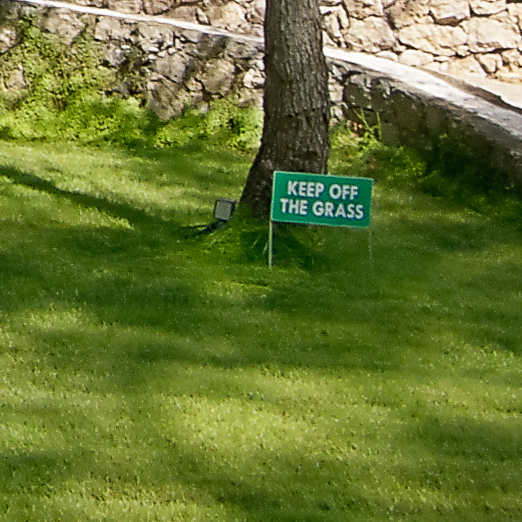 KEEP OFF
THE GRASS